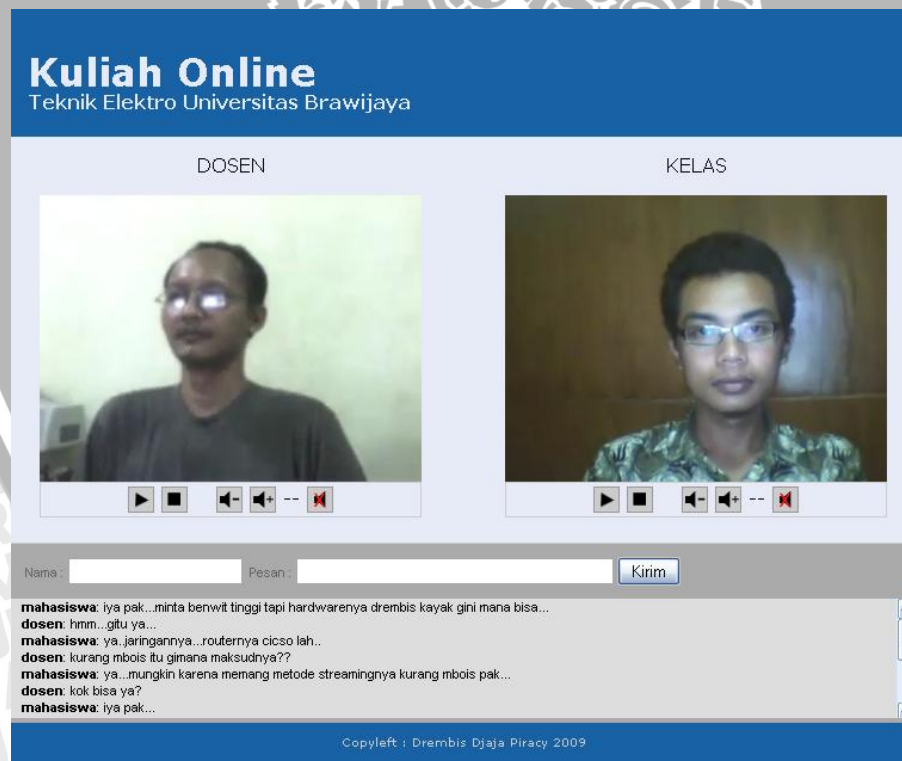 Kuliah Online
Teknik Elektro Universitas Brawijaya
DOSEN
KELAS
Nama :
Pesan :
Kirim
mahasiswa: iya pak...minta benwit tinggi tapi hardwarenya drembis kayak gini mana bisa...
dosen: hmm...gitu ya...
mahasiswa: ya..jaringannya...routernya cicso lah..
dosen: kurang mbois itu gimana maksudnya??
mahasiswa: ya...mungkin karena memang metode streamingnya kurang mbois pak...
dosen: kok bisa ya?
mahasiswa: iya pak...
Copyleft : Drembis Djaja Piracy 2009